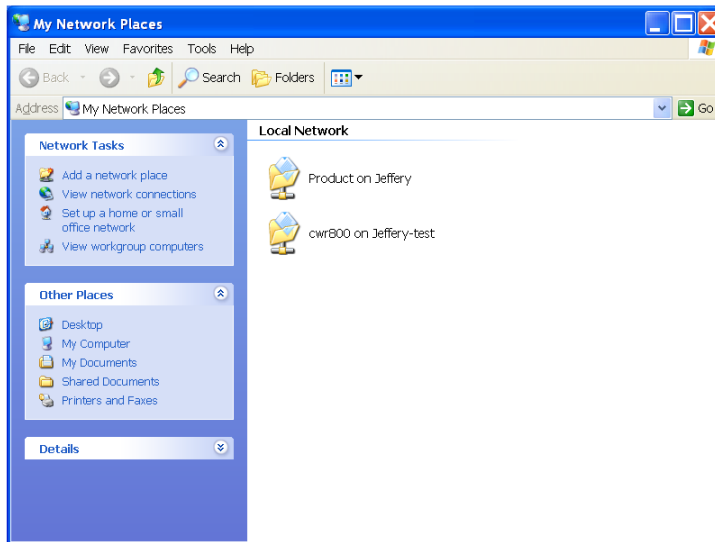 My Network Places
File Edit View Favorites Tools Help
Back Search Folders
Address My Network Places Go
Network Tasks
Add a network place
View network connections
Set up a home or small
office network
View workgroup computers
Other Places
Desktop
My Computer
My Documents
Shared Documents
Printers and Faxes
Details
Local Network
Product on Jeffery
cwr800 on Jeffery-test